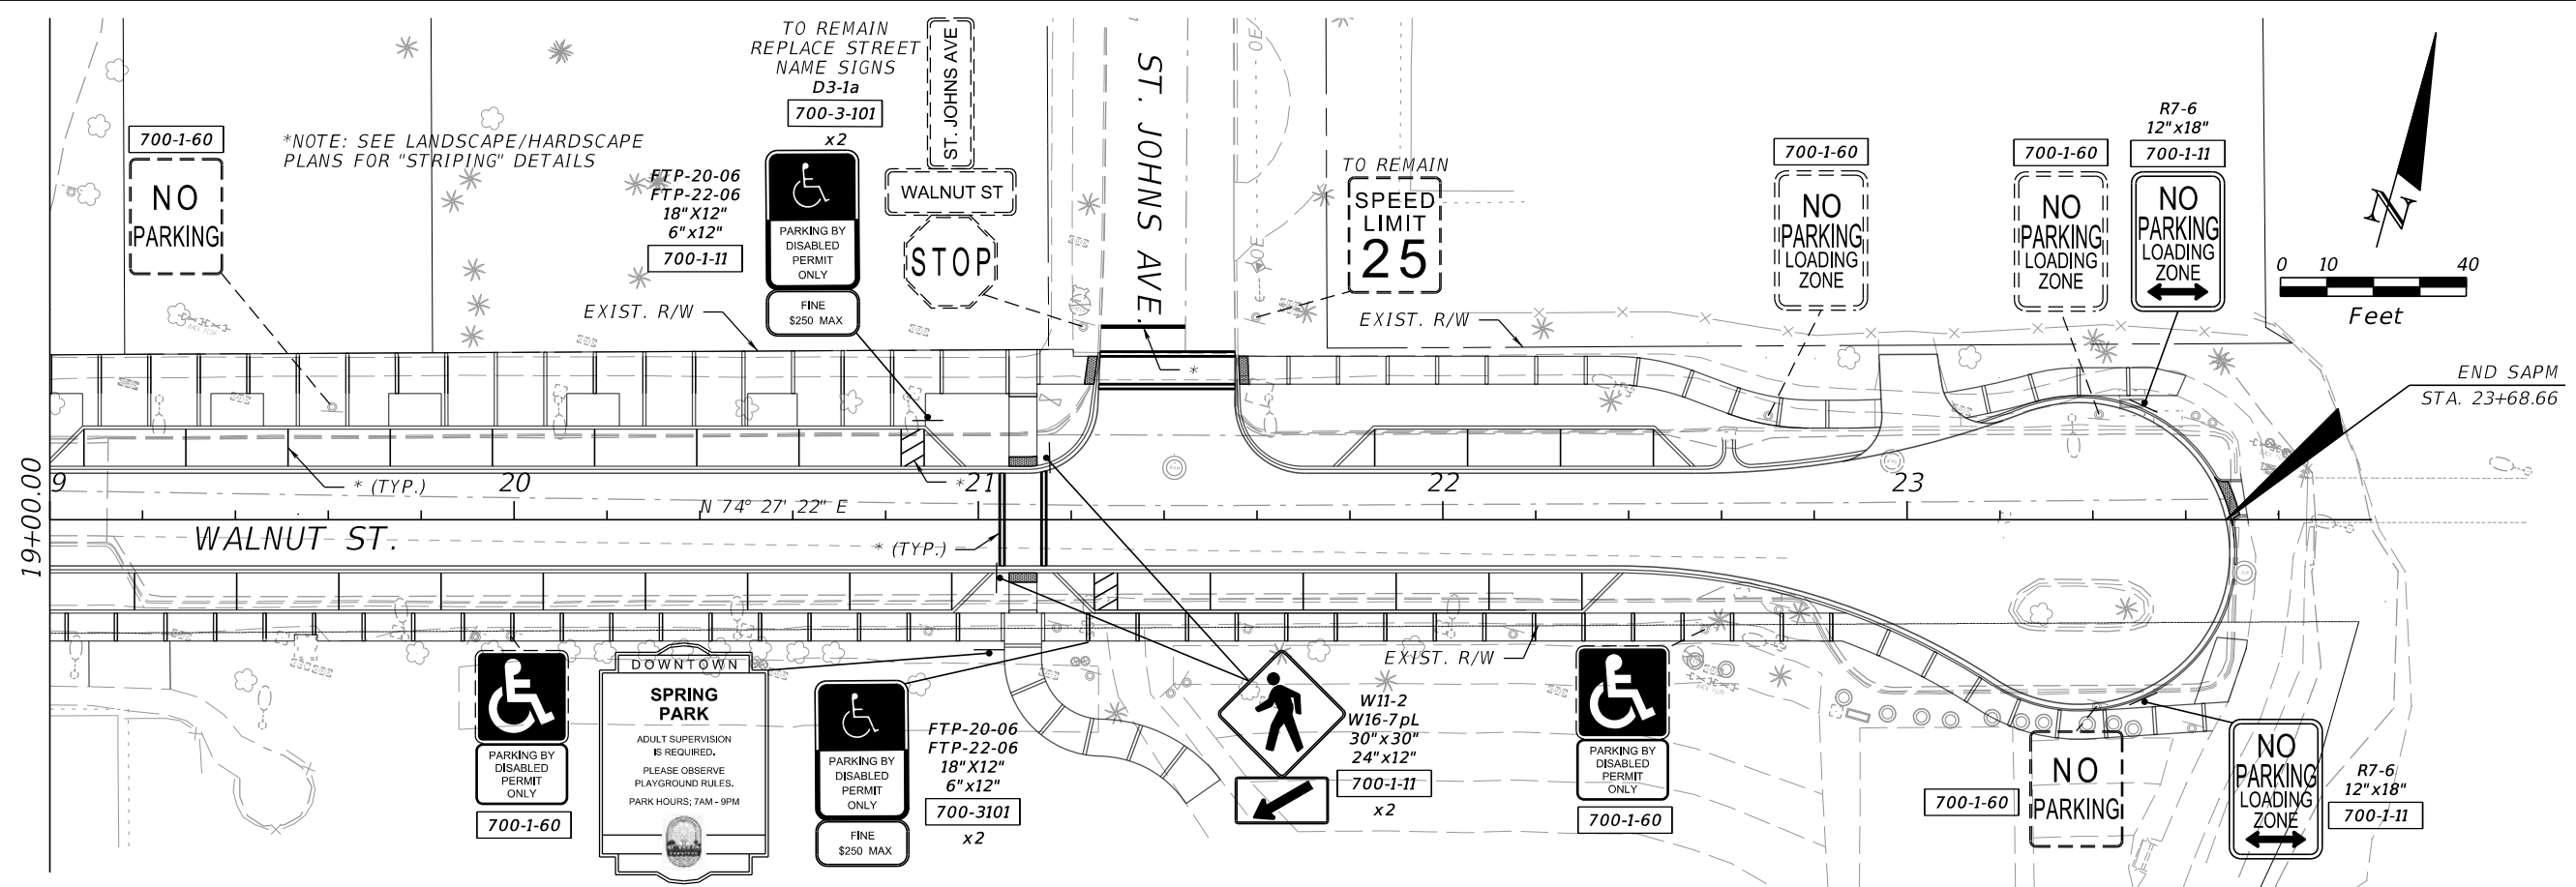 TO REMAIN
REPLACE STREET
NAME SIGNS
D3-1a
700-3-101
x2
ST. JOHNS AVE
WALNUT ST
STOP
700-1-60
NO
PARKING
*NOTE: SEE LANDSCAPE/HARDSCAPE
PLANS FOR "STRIPING" DETAILS
FTP-20-06
FTP-22-06
18"X12"
6"x12"
700-1-11
PARKING BY
DISABLED
PERMIT
ONLY
FINE
$250 MAX
EXIST. R/W
ST. JOHNS AVE.
TO REMAIN
SPEED
LIMIT
25
EXIST. R/W
700-1-60
NO
PARKING
LOADING
ZONE
700-1-60
NO
PARKING
LOADING
ZONE
R7-6
12"x18"
700-1-11
NO
PARKING
LOADING
ZONE
N
0 10 40
Feet
END SAPM
STA. 23+68.66
*
19+00.00
9
* (TYP.)
20
N 74° 27' 22" E
*
21
22
23
WALNUT ST.
* (TYP.)
PARKING BY
DISABLED
PERMIT
ONLY
700-1-60
DOWNTOWN
SPRING
PARK
ADULT SUPERVISION
IS REQUIRED.
PLEASE OBSERVE
PLAYGROUND RULES.
PARK HOURS; 7AM - 9PM
PARKING BY
DISABLED
PERMIT
ONLY
FINE
$250 MAX
FTP-20-06
FTP-22-06
18"X12"
6"x12"
700-3101
x2
W11-2
W16-7pL
30"x30"
24"x12"
700-1-11
x2
EXIST. R/W
PARKING BY
DISABLED
PERMIT
ONLY
700-1-60
700-1-60
NO
PARKING
NO
PARKING
LOADING
ZONE
R7-6
12"x18"
700-1-11